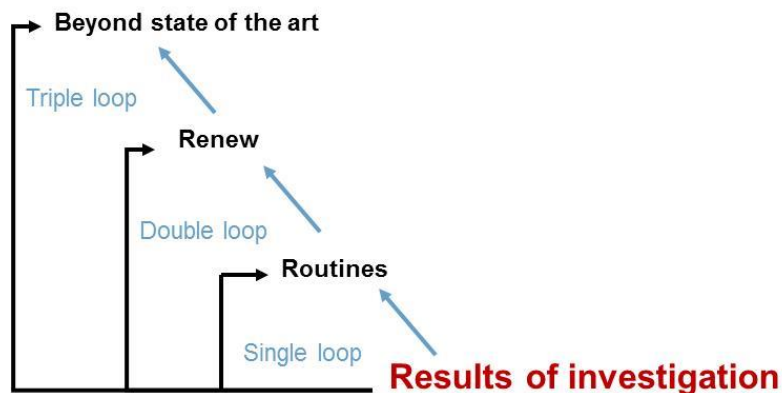 Beyond state of the art
Triple loop
Renew
Double loop
Routines
Single loop
Results of investigation